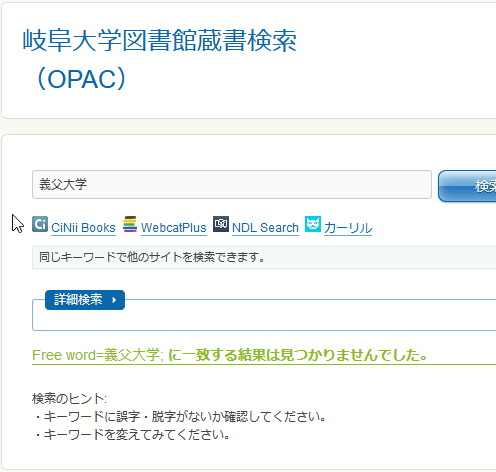 岐阜大学図書館蔵書検索
（OPAC）
義父大学
検索
CiNii Books WebcatPlus NDL Search カーリル
同じキーワードで他のサイトを検索できます。
詳細検索
Free word=義父大学; に一致する結果は見つかりませんでした。
検索のヒント:
・キーワードに誤字・脱字がないか確認してください。
・キーワードを変えてみてください。